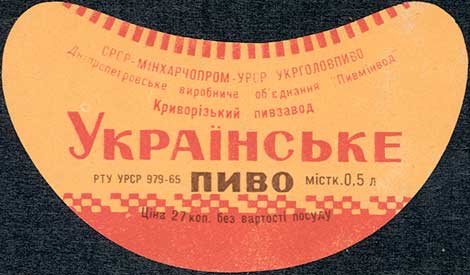 СРСР-МІНХАРЧОПРОМ-УРСР УКРГОЛОВПИВО
Дніпропетровське виробниче об'єднання "Пивмінвод"
Криворізький пивзавод
УКРАЇНСЬКЕ
РТУ УРСР 979-65 ПИВО містк. 0,5 л
Ціна 27 коп. без вартості посуду